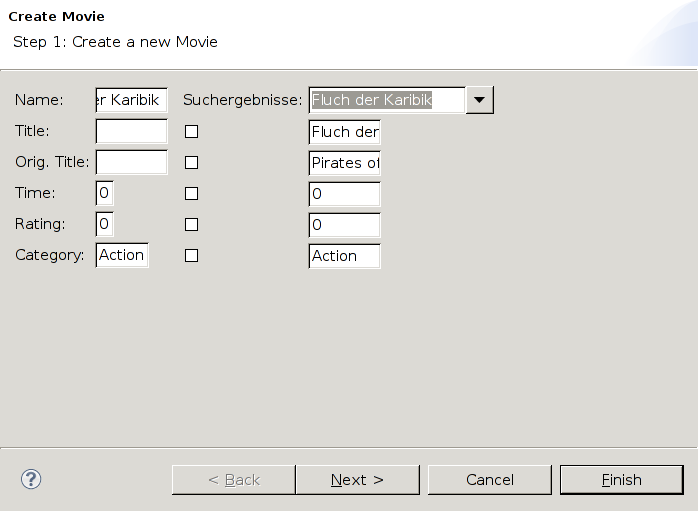 Create Movie
Step 1: Create a new Movie
Name: er Karibik Suchergebnisse: Fluch der Karibik
Title: Fluch der
Orig. Title: Pirates of
Time: 0 0
Rating: 0 0
Category: Action Action
? < Back Next > Cancel Finish